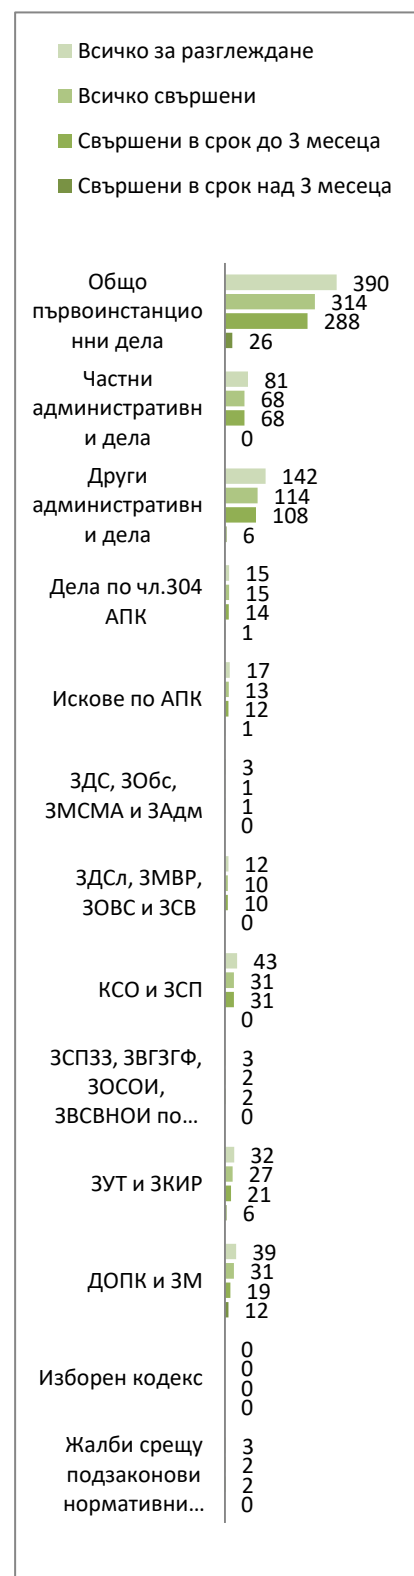 Всичко за разглеждане
Всичко свършени
Свършени в срок до 3 месеца
Свършени в срок над 3 месеца
Общо
първоинстанцио
нни дела
390
314
288
26
Частни
административн
и дела
81
68
68
0
Други
административн
и дела
142
114
108
6
Дела по чл.304
АПК
15
15
14
1
Искове по АПК
17
13
12
1
ЗДС, ЗОбс,
ЗМСМА и ЗАдм
3
1
1
0
ЗДСл, ЗМВР,
ЗОВС и ЗСВ
12
10
10
0
КСО и ЗСП
43
31
31
0
ЗСПЗЗ, ЗВГЗГФ,
ЗОСОИ,
ЗВСВНОИ по...
3
2
2
0
ЗУТ и ЗКИР
32
27
21
6
ДОПК и ЗМ
39
31
19
12
Изборен кодекс
0
0
0
0
Жалби срещу
подзаконови
нормативни...
3
2
2
0